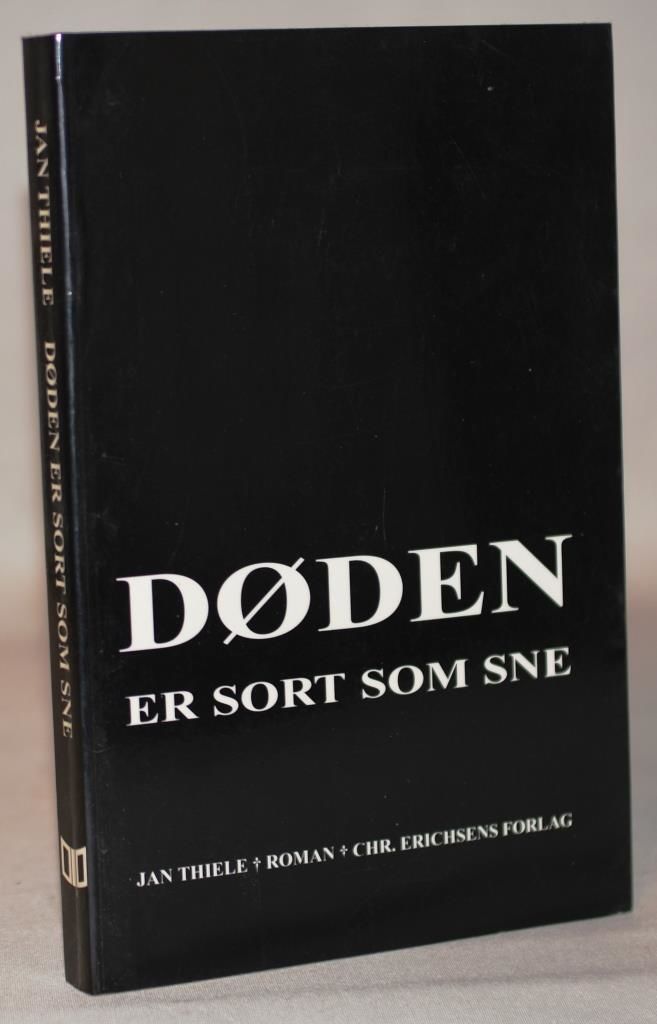 JAN THIELE DØDEN ER SORT SOM SNE
DØDEN
ER SORT SOM SNE
JAN THIELE † ROMAN † CHR. ERICHSENS FORLAG